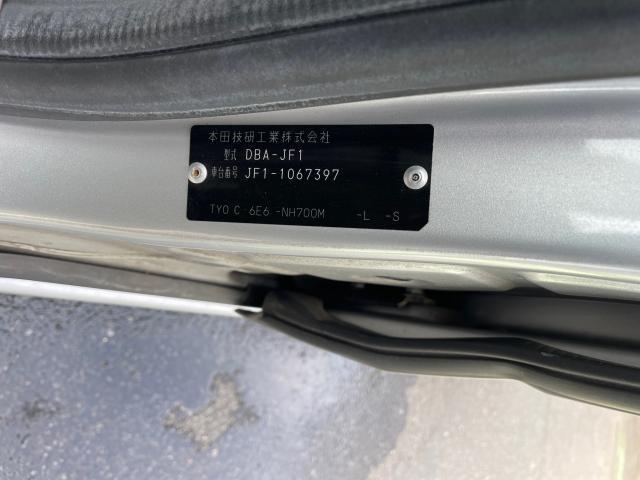 本田技研工業株式会社
型式 DBA-JF1
車台番号 JF1-1067397
TY0 C 6E6 -NH700M -L -S